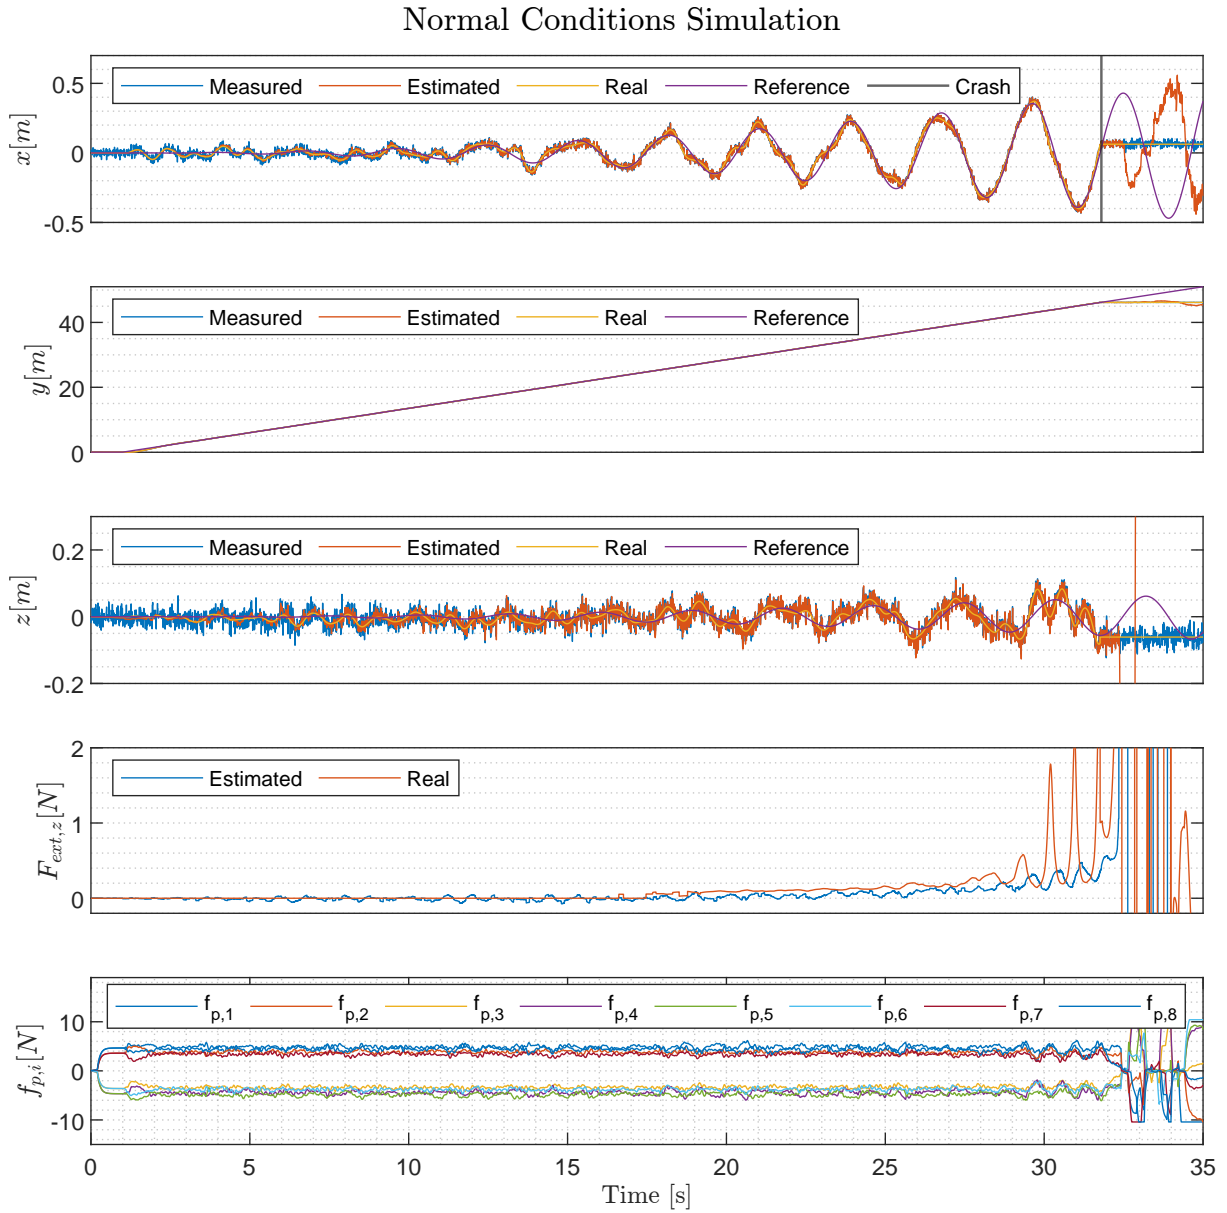 Normal Conditions Simulation
Measured Estimated Real Reference Crash
0.5
0
-0.5
x[m]
Measured Estimated Real Reference
40
20
0
y[m]
Measured Estimated Real Reference
0.2
0
-0.2
z[m]
Estimated Real
2
1
0
F_{ext,z}[N]
f_{p,1} f_{p,2} f_{p,3} f_{p,4} f_{p,5} f_{p,6} f_{p,7} f_{p,8}
10
0
-10
f_{p,i}[N]
0 5 10 15 20 25 30 35
Time [s]